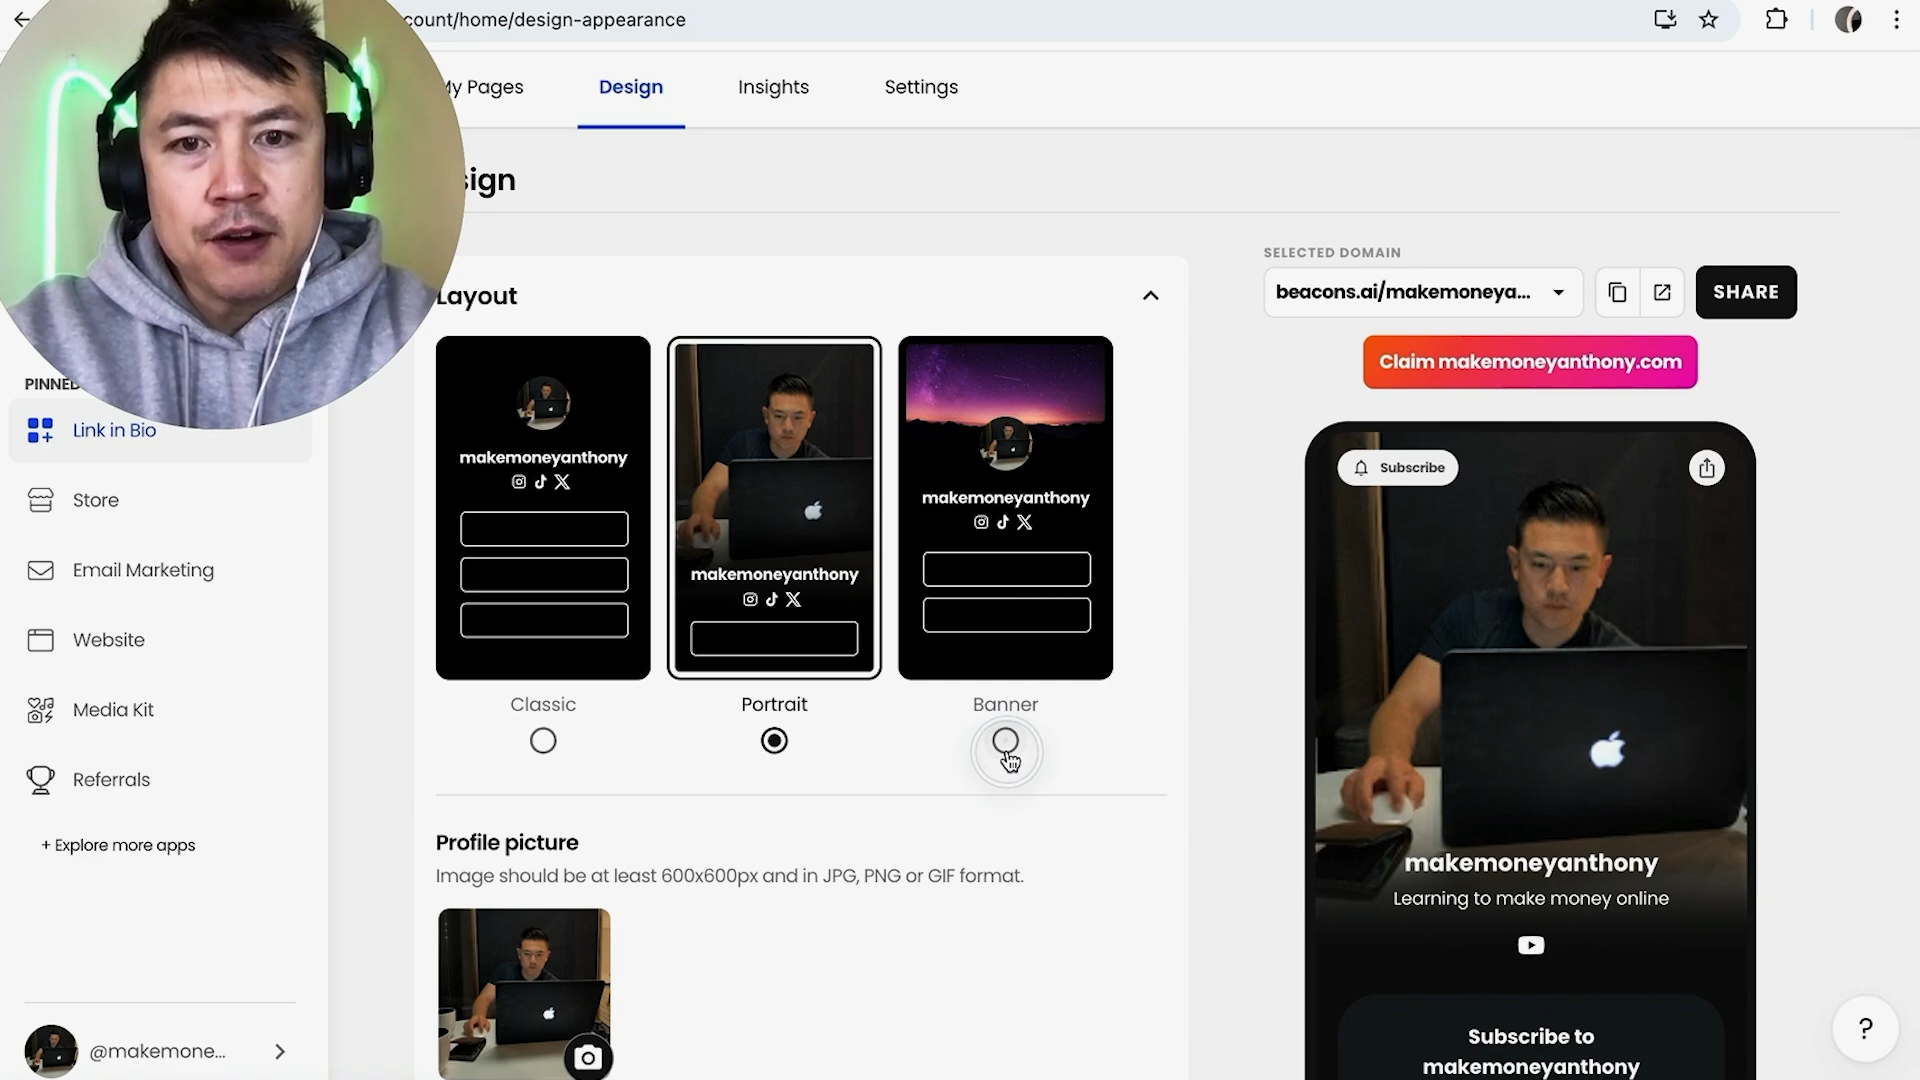 count/home/design-appearance
My Pages
Design
Insights
Settings
sign
SELECTED DOMAIN
beacons.ai/makemoneya...
SHARE
Claim makemoneyanthony.com
Layout
makemoneyanthony
makemoneyanthony
makemoneyanthony
Classic
Portrait
Banner
Profile picture
Image should be at least 600x600px and in JPG, PNG or GIF format.
PINNED
Link in Bio
Store
Email Marketing
Website
Media Kit
Referrals
+ Explore more apps
@makemone...
Subscribe
makemoneyanthony
Learning to make money online
Subscribe to
makemoneyanthony
?